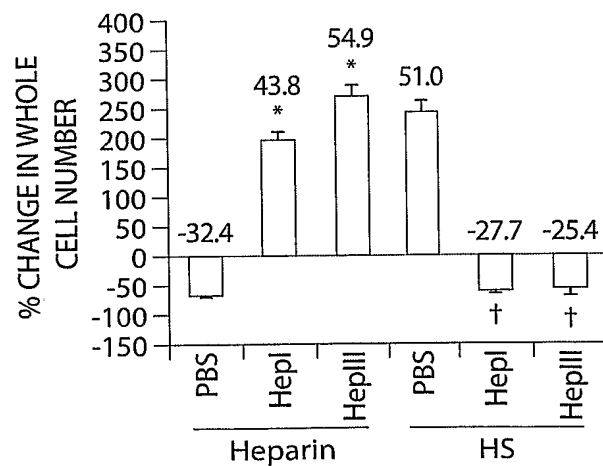 % CHANGE IN WHOLE
CELL NUMBER
400
350
300
250
200
150
100
50
0
-50
-100
-150
-32.4
43.8
*
54.9
*
51.0
-27.7
†
-25.4
†
PBS
HepI
HepIII
PBS
HepI
HepIII
Heparin
HS